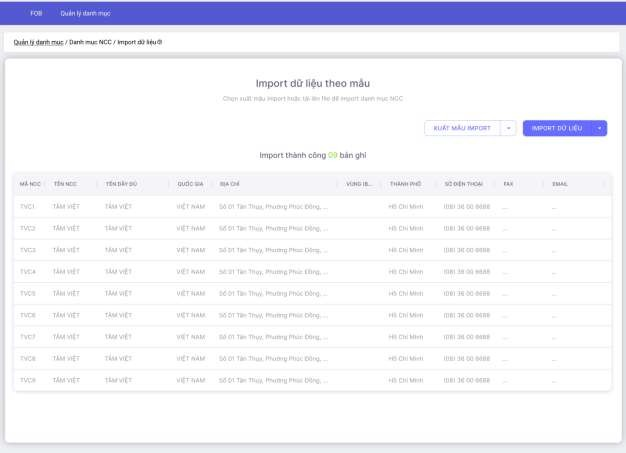 FOB Quản lý danh mục
Quản lý danh mục / Danh mục NCC / Import dữ liệu
Import dữ liệu theo mẫu
Chọn xuất mẫu import hoặc tải lên file để import danh mục NCC
XUẤT MẪU IMPORT IMPORT DỮ LIỆU
Import thành công 09 bản ghi
MÃ NCC TÊN NCC TÊN ĐẦY ĐỦ QUỐC GIA ĐỊA CHỈ VÙNG (B... THÀNH PHỐ SỐ ĐIỆN THOẠI FAX EMAIL
TVC1 TÂM VIỆT TÂM VIỆT VIỆT NAM Số 01 Tân Thụy, Phường Phúc Đồng, ... Hồ Chí Minh (08) 36 00 8688 ... ...
TVC2 TÂM VIỆT TÂM VIỆT VIỆT NAM Số 01 Tân Thụy, Phường Phúc Đồng, ... Hồ Chí Minh (08) 36 00 8688 ... ...
TVC3 TÂM VIỆT TÂM VIỆT VIỆT NAM Số 01 Tân Thụy, Phường Phúc Đồng, ... Hồ Chí Minh (08) 36 00 8688 ... ...
TVC4 TÂM VIỆT TÂM VIỆT VIỆT NAM Số 01 Tân Thụy, Phường Phúc Đồng, ... Hồ Chí Minh (08) 36 00 8688 ... ...
TVC5 TÂM VIỆT TÂM VIỆT VIỆT NAM Số 01 Tân Thụy, Phường Phúc Đồng, ... Hồ Chí Minh (08) 36 00 8688 ... ...
TVC6 TÂM VIỆT TÂM VIỆT VIỆT NAM Số 01 Tân Thụy, Phường Phúc Đồng, ... Hồ Chí Minh (08) 36 00 8688 ... ...
TVC7 TÂM VIỆT TÂM VIỆT VIỆT NAM Số 01 Tân Thụy, Phường Phúc Đồng, ... Hồ Chí Minh (08) 36 00 8688 ... ...
TVC8 TÂM VIỆT TÂM VIỆT VIỆT NAM Số 01 Tân Thụy, Phường Phúc Đồng, ... Hồ Chí Minh (08) 36 00 8688 ... ...
TVC9 TÂM VIỆT TÂM VIỆT VIỆT NAM Số 01 Tân Thụy, Phường Phúc Đồng, ... Hồ Chí Minh (08) 36 00 8688 ... ...